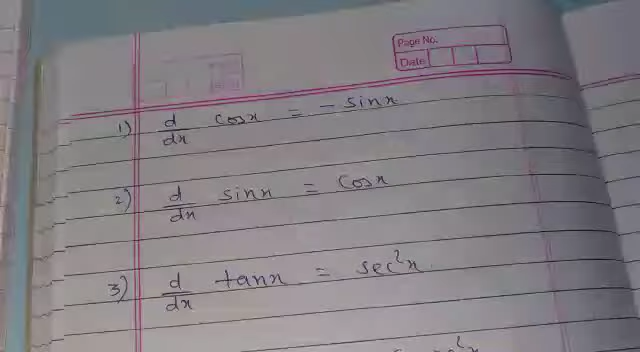 Page No.
Date
1) d/dx cosx = - sinx
2) d/dx sinx = cosx
3) d/dx tanx = sec²x